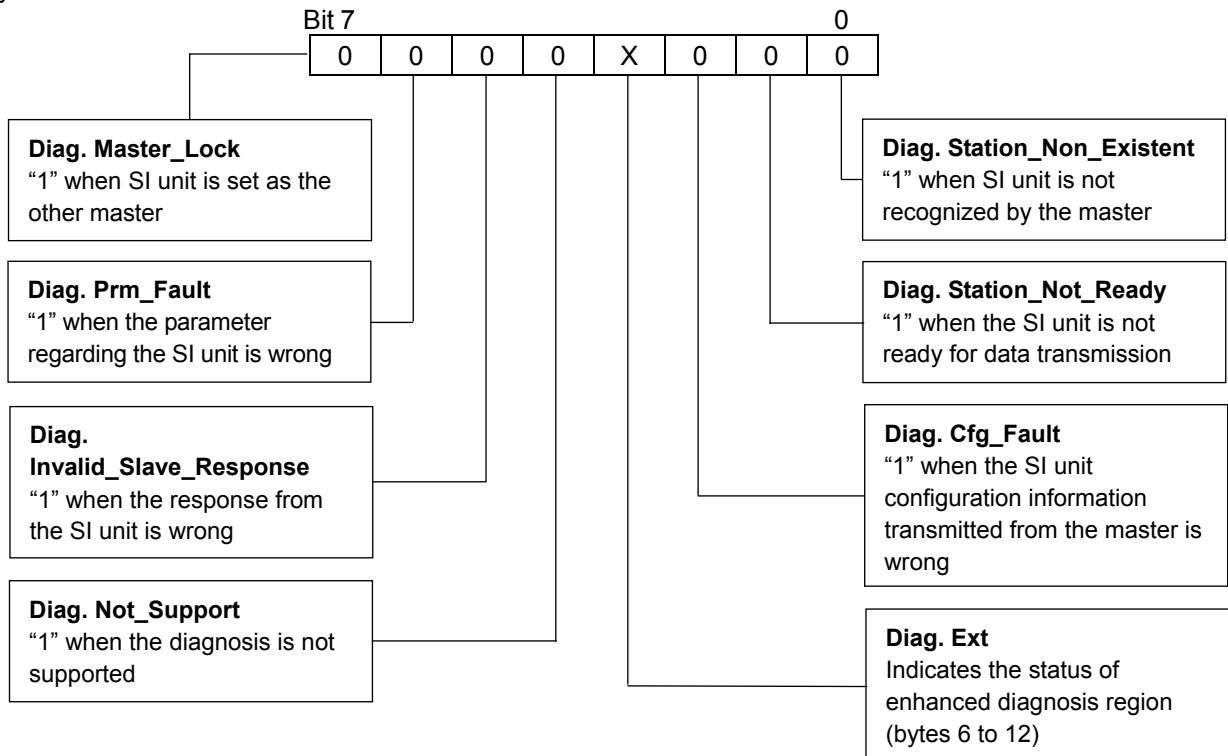 Bit 7 0
0 0 0 0 X 0 0 0
Diag. Master_Lock
“1” when SI unit is set as the
other master
Diag. Prm_Fault
“1” when the parameter
regarding the SI unit is wrong
Diag.
Invalid_Slave_Response
“1” when the response from
the SI unit is wrong
Diag. Not_Support
“1” when the diagnosis is not
supported
Diag. Station_Non_Existent
“1” when SI unit is not
recognized by the master
Diag. Station_Not_Ready
“1” when the SI unit is not
ready for data transmission
Diag. Cfg_Fault
“1” when the SI unit
configuration information
transmitted from the master is
wrong
Diag. Ext
Indicates the status of
enhanced diagnosis region
(bytes 6 to 12)